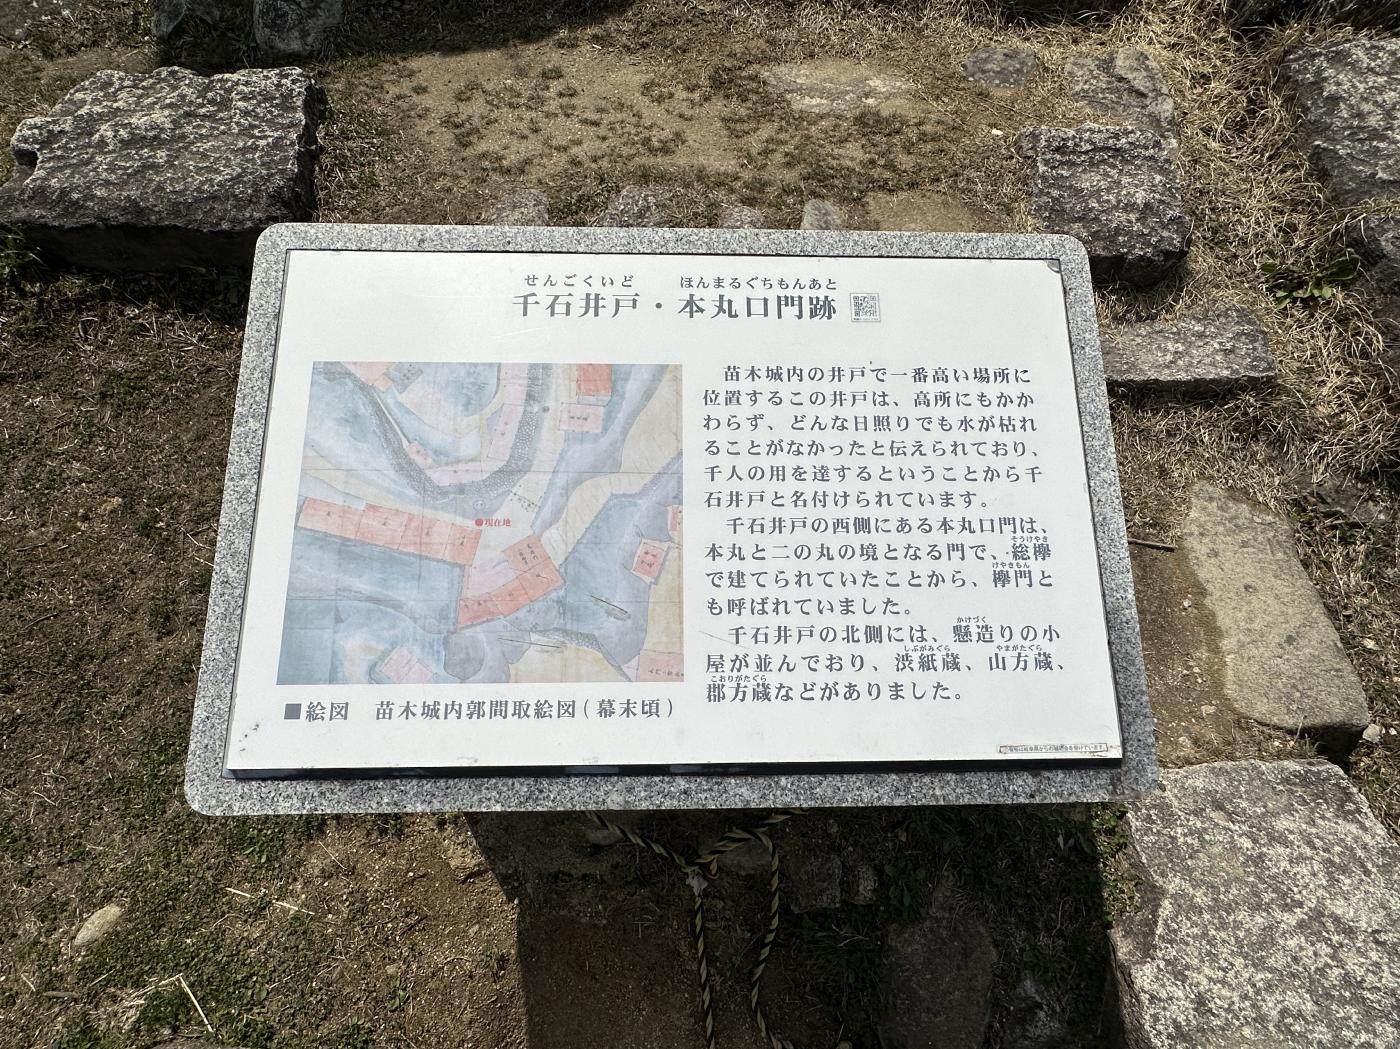 せんごくいど ほんまるぐちもんあと
千石井戸・本丸口門跡
苗木城内の井戸で一番高い場所に
位置するこの井戸は、高所にもかか
わらず、どんな日照りでも水が枯れ
ることがなかったと伝えられており、
千人の用を達するということから千
石井戸と名付けられています。
千石井戸の西側にある本丸口門は、
そうけやき
本丸と二の丸の境となる門で、総欅
けやきもん
で建てられていたことから、欅門と
も呼ばれていました。
かけづく
千石井戸の北側には、懸造りの小
しぶがみぐら やまがたぐら
屋が並んでおり、渋紙蔵、山方蔵、
こおりがたぐら
郡方蔵などがありました。
●現在地
■絵図 苗木城内郭間取絵図(幕末頃)